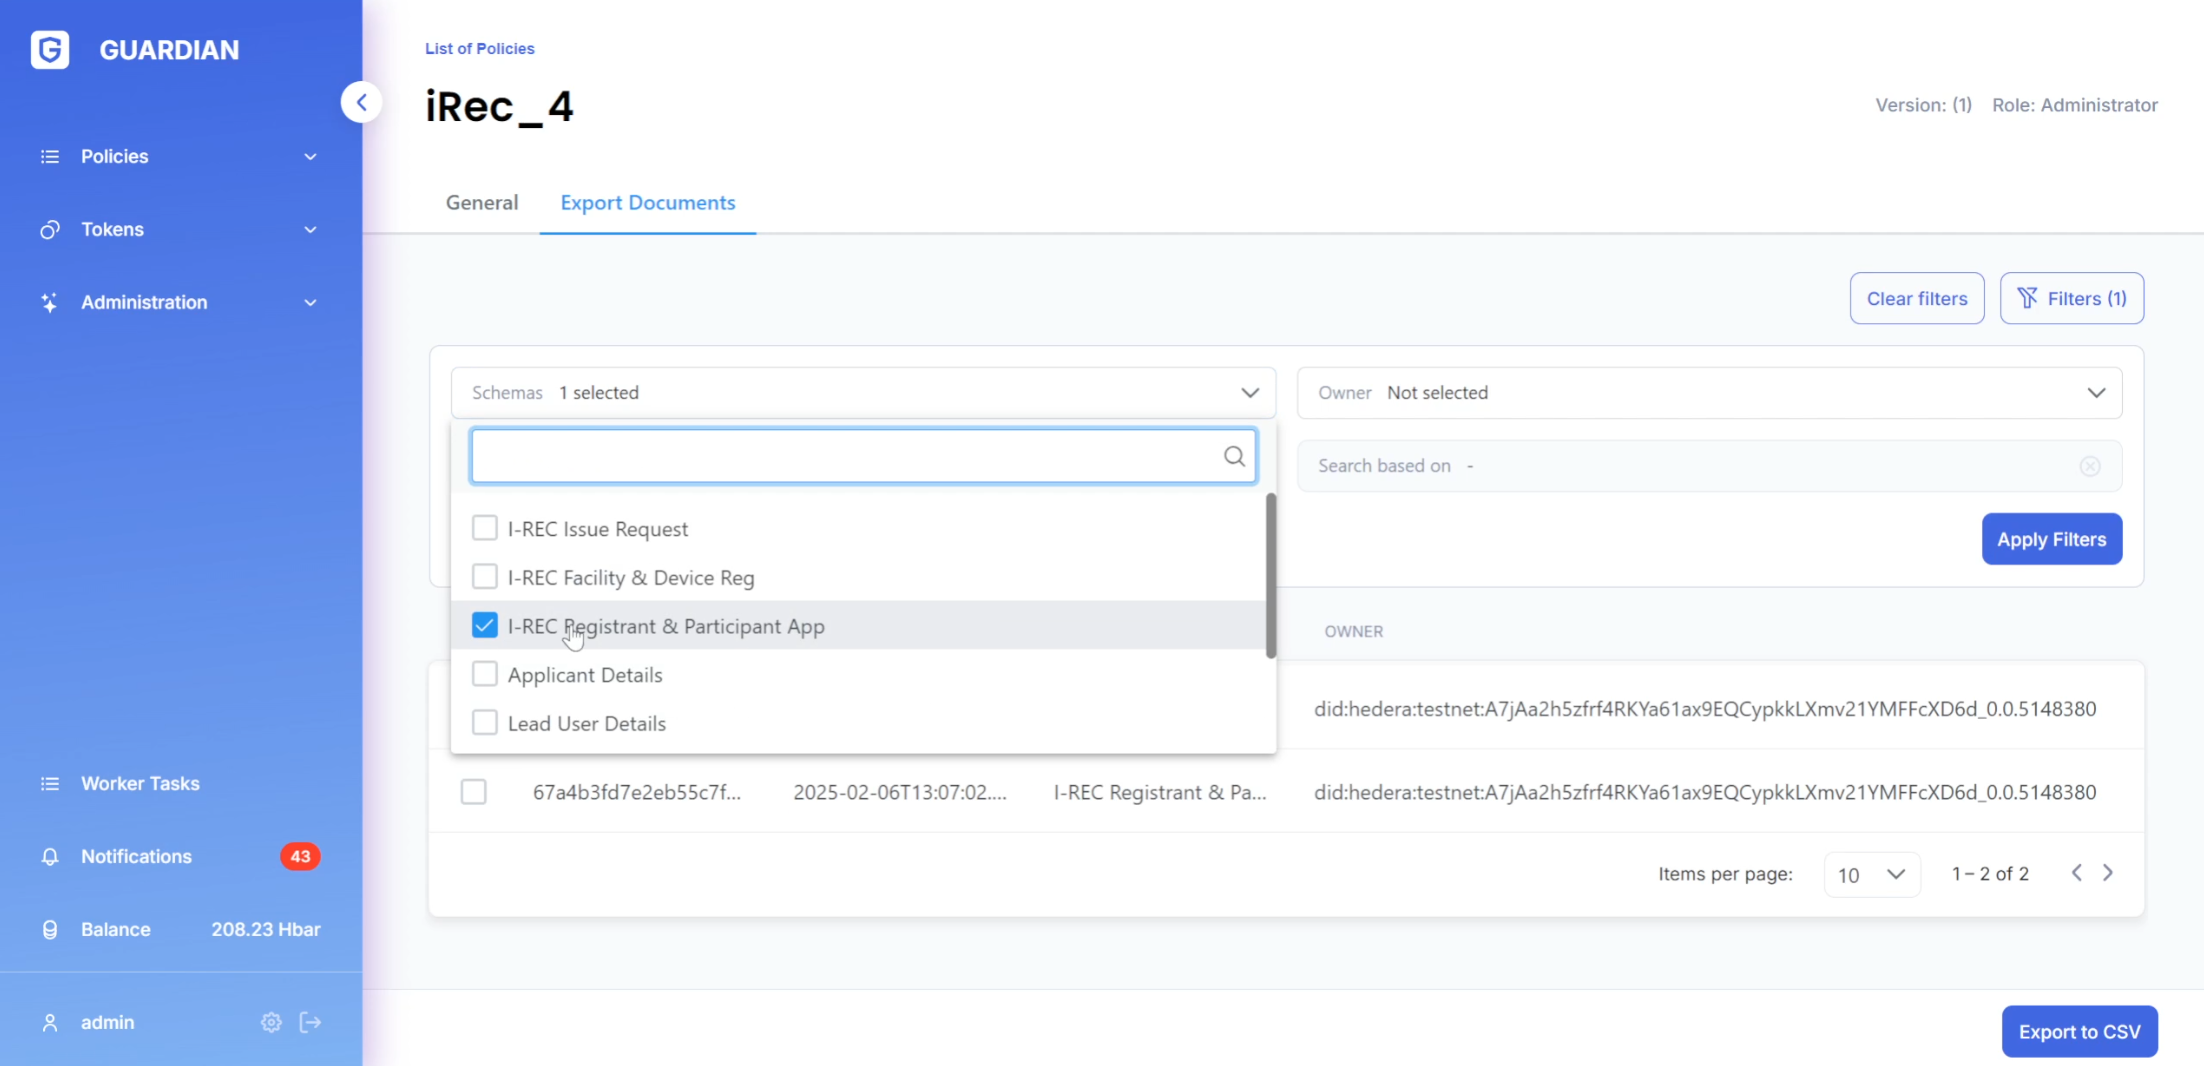 GUARDIAN
Policies
Tokens
Administration
Worker Tasks
Notifications 43
Balance 208.23 Hbar
admin
List of Policies
iRec_4
Version: (1) Role: Administrator
General Export Documents
Clear filters Filters (1)
Schemas 1 selected
Owner Not selected
Search based on -
Apply Filters
I-REC Issue Request
I-REC Facility & Device Reg
I-REC Registrant & Participant App
Applicant Details
Lead User Details
OWNER
did:hedera:testnet:A7jAa2h5zfrf4RKYa61ax9EQCypkkLXmv21YMFFcXD6d_0.0.5148380
67a4b3fd7e2eb55c7f... 2025-02-06T13:07:02.... I-REC Registrant & Pa... did:hedera:testnet:A7jAa2h5zfrf4RKYa61ax9EQCypkkLXmv21YMFFcXD6d_0.0.5148380
Items per page: 10 1 – 2 of 2
Export to CSV